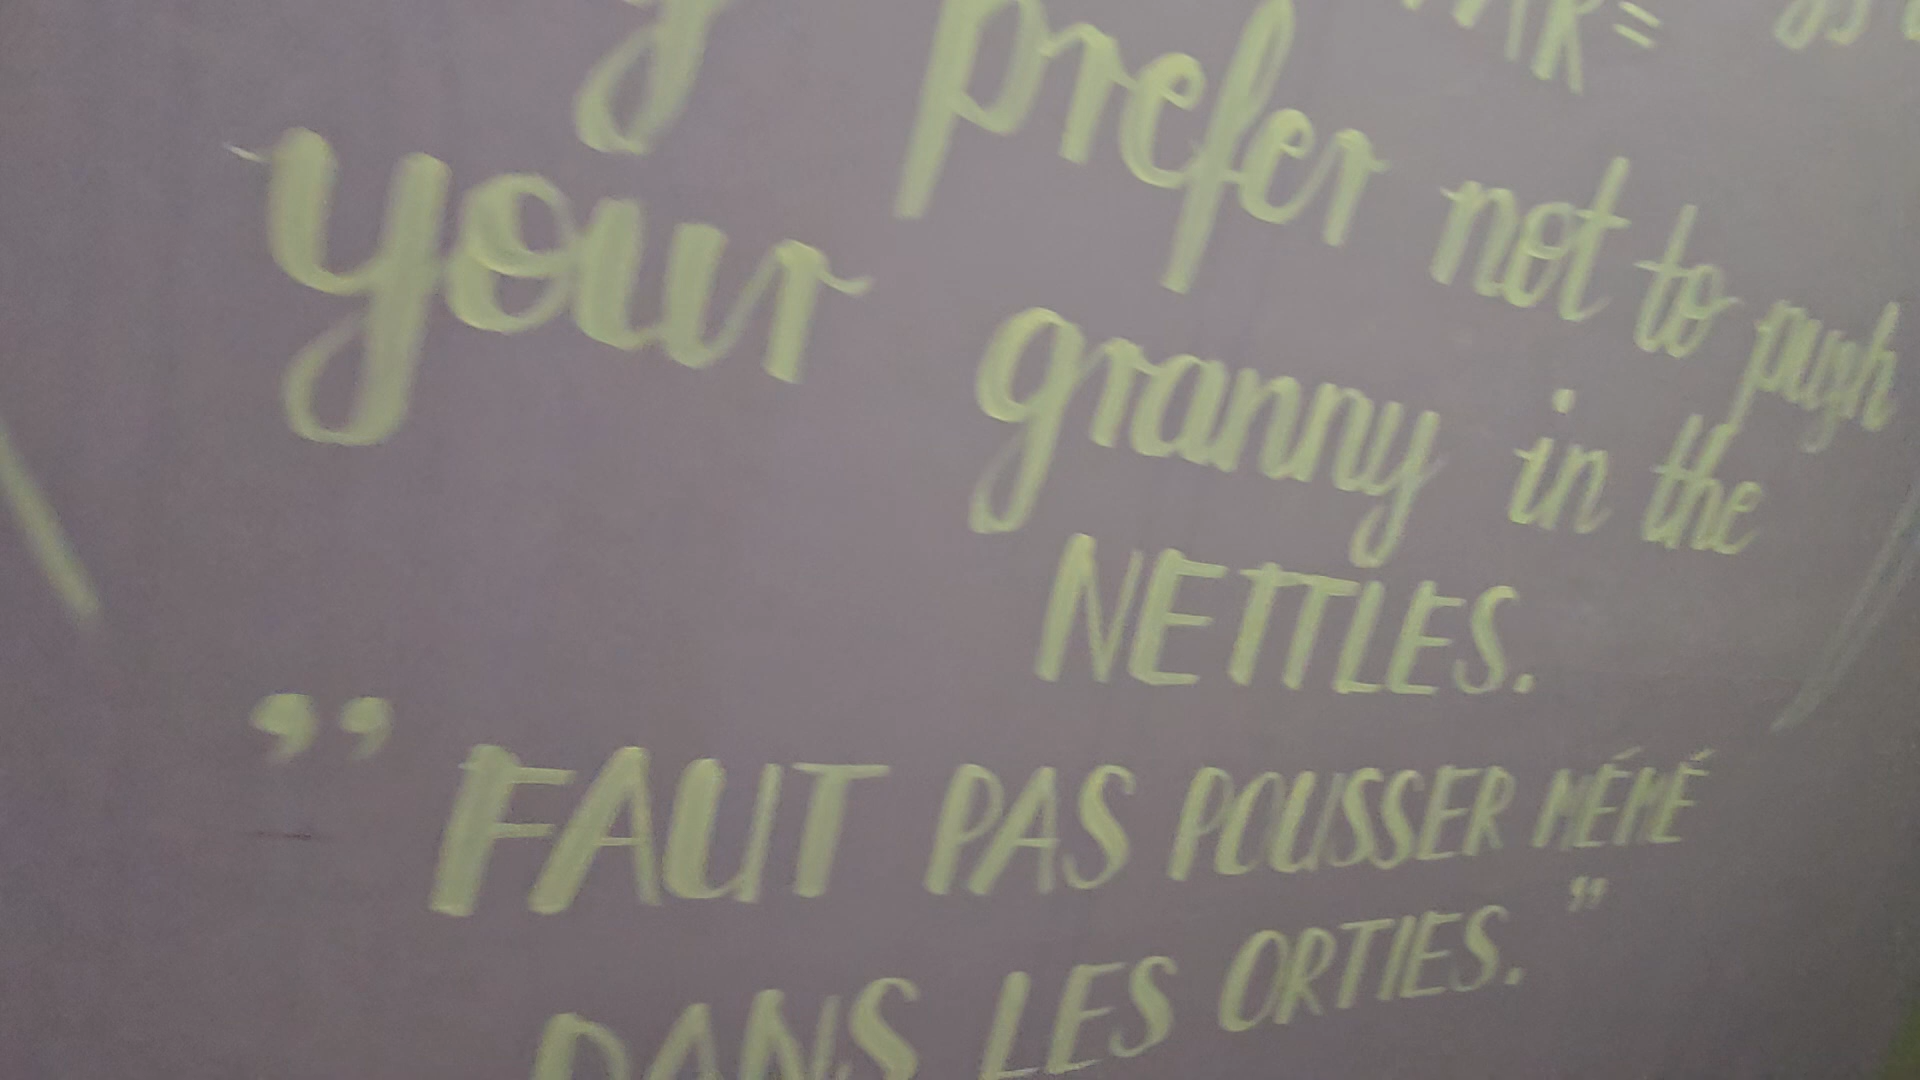 prefer not to push
your granny in the
NETTLES.
" FAUT PAS POUSSER MÉMÉ
DANS LES ORTIES. "